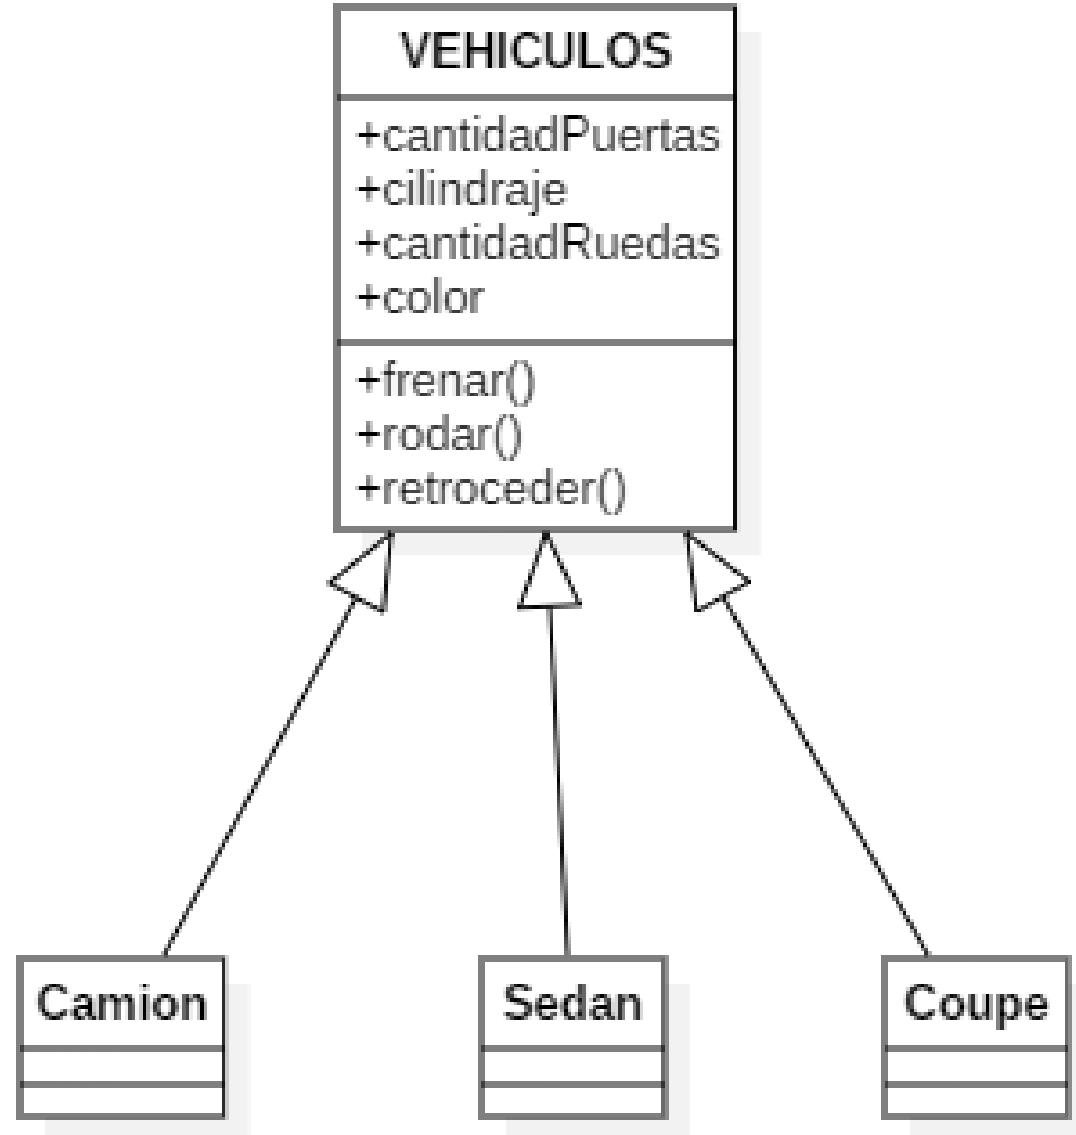 VEHICULOS
+cantidadPuertas
+cilindraje
+cantidadRuedas
+color
+frenar()
+rodar()
+retroceder()
Camion
Sedan
Coupe